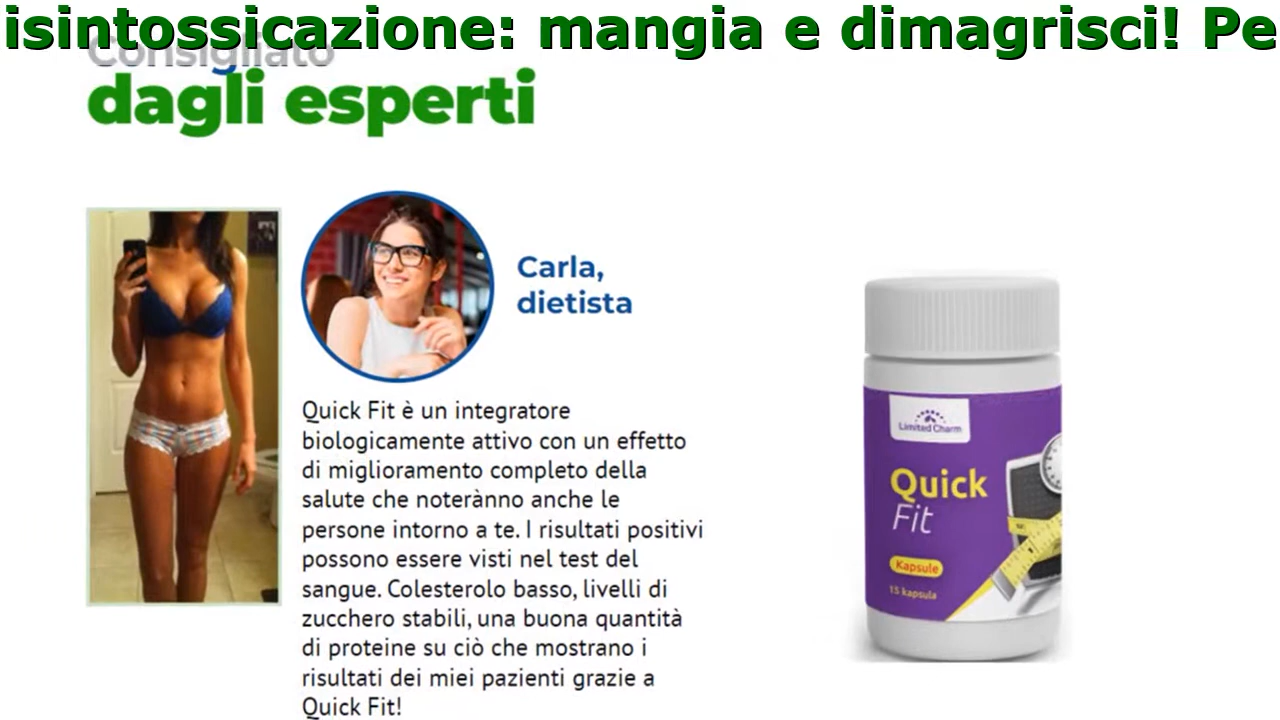 isintossicazione: mangia e dimagrisci! Pe
Consigliato
dagli esperti
Carla,
dietista
Quick Fit è un integratore
biologicamente attivo con un effetto
di miglioramento completo della
salute che noterànno anche le
persone intorno a te. I risultati positivi
possono essere visti nel test del
sangue. Colesterolo basso, livelli di
zucchero stabili, una buona quantità
di proteine su ciò che mostrano i
risultati dei miei pazienti grazie a
Quick Fit!
Limited Charm
Quick
Fit
Kapsule
15 kapsula